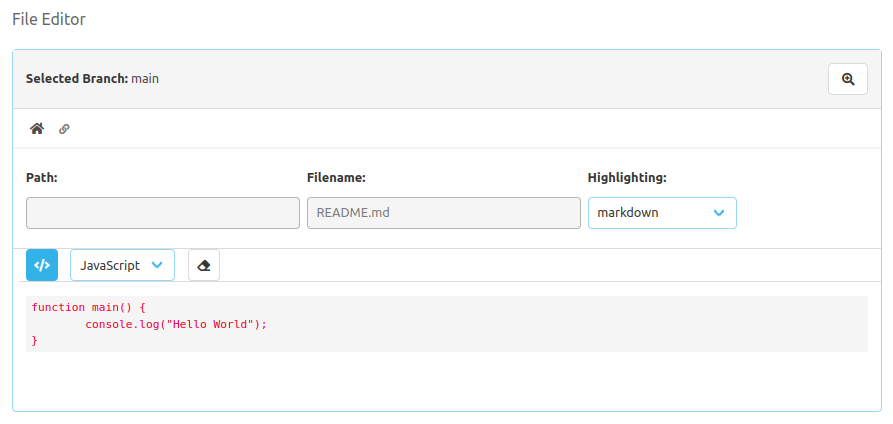 File Editor
Selected Branch: main
Path:
Filename:
Highlighting:
README.md
markdown
</> JavaScript
function main() {
        console.log("Hello World");
}